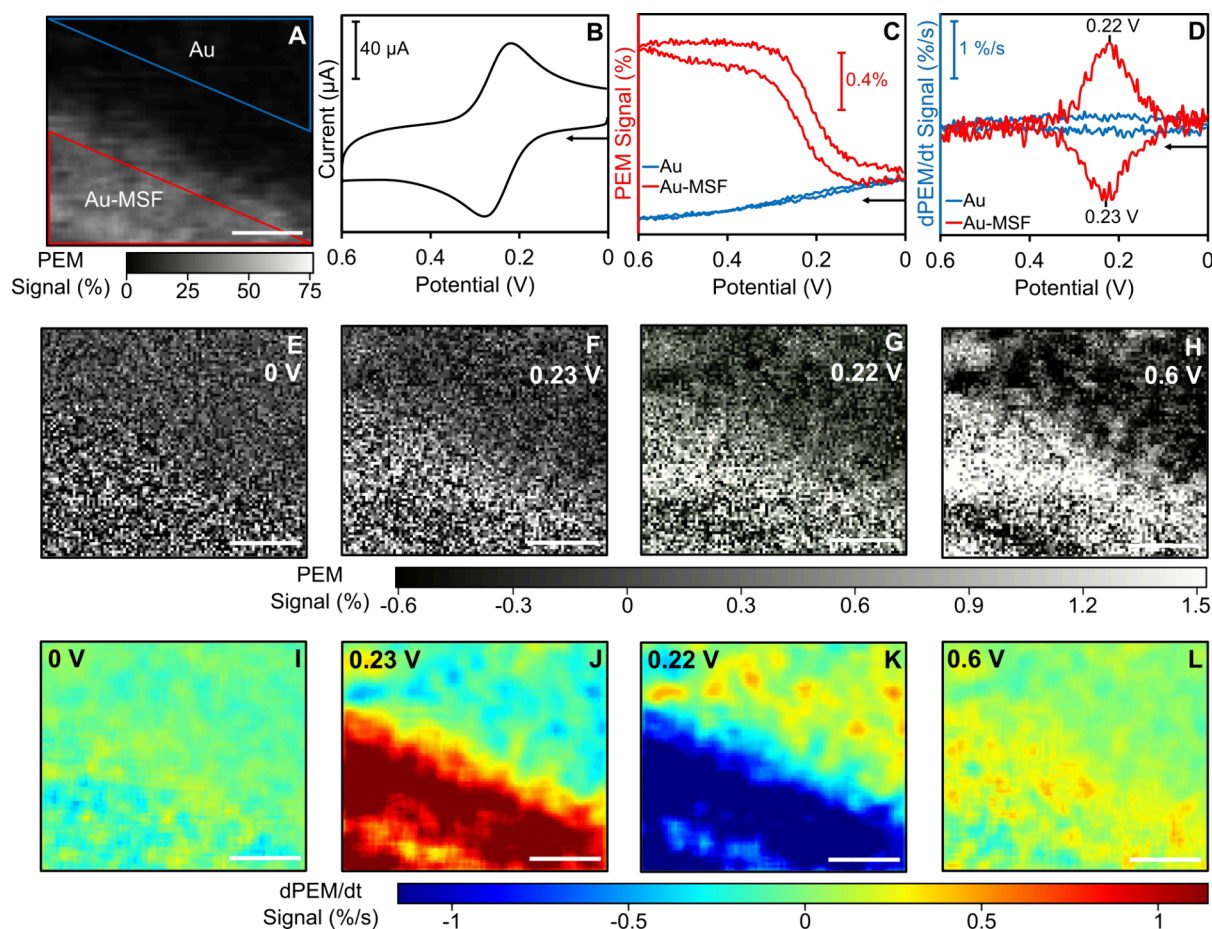 A
Au
Au-MSF
PEM
Signal (%)
0
25
50
75
B
40 µA
Current (µA)
0.6
0.4
0.2
0
Potential (V)
C
0.4%
PEM Signal (%)
Au
Au-MSF
0.6
0.4
0.2
0
Potential (V)
D
0.22 V
1 %/s
dPEM/dt Signal (%/s)
Au
Au-MSF
0.23 V
0.6
0.4
0.2
0
Potential (V)
E
0 V
F
0.23 V
G
0.22 V
H
0.6 V
PEM
Signal (%)
-0.6
-0.3
0
0.3
0.6
0.9
1.2
1.5
0 V
I
0.23 V
J
0.22 V
K
0.6 V
L
dPEM/dt
Signal (%/s)
-1
-0.5
0
0.5
1